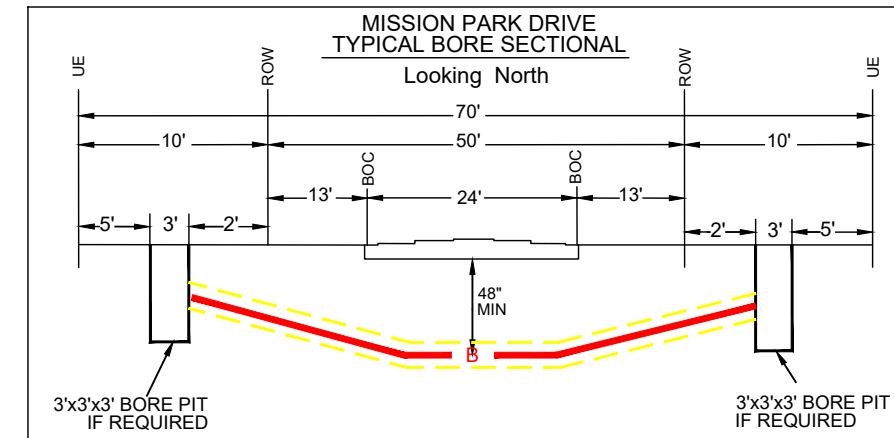 MISSION PARK DRIVE
TYPICAL BORE SECTIONAL
Looking North
UE
ROW
ROW
UE
70'
10'
50'
10'
BOC
BOC
13'
24'
13'
5'
3'
2'
2'
3'
5'
48"
MIN
B
3'x3'x3' BORE PIT
IF REQUIRED
3'x3'x3' BORE PIT
IF REQUIRED